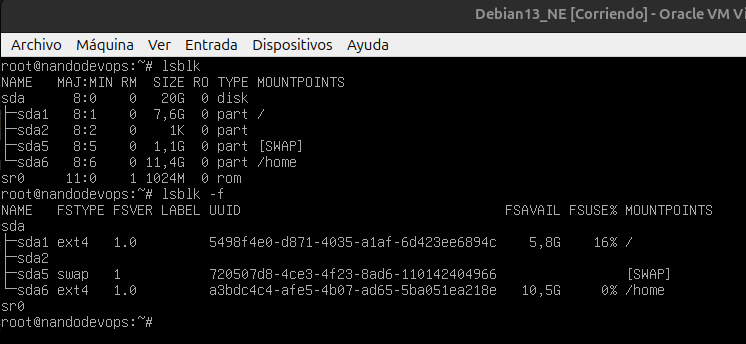 Debian13_NE [Corriendo] - Oracle VM Vi
Archivo Máquina Ver Entrada Dispositivos Ayuda
root@nandodevops:~# lsblk
NAME   MAJ:MIN RM  SIZE RO TYPE MOUNTPOINTS
sda      8:0    0   20G  0 disk
├─sda1   8:1    0  7,6G  0 part /
├─sda2   8:2    0    1K  0 part
├─sda5   8:5    0  1,1G  0 part [SWAP]
└─sda6   8:6    0 11,4G  0 part /home
sr0     11:0    1 1024M  0 rom
root@nandodevops:~# lsblk -f
NAME   FSTYPE FSVER LABEL UUID                                 FSAVAIL FSUSE% MOUNTPOINTS
sda
├─sda1 ext4   1.0         5498f4e0-d871-4035-a1af-6d423ee6894c    5,8G    16% /
├─sda2
├─sda5 swap   1           720507d8-4ce3-4f23-8ad6-110142404966                [SWAP]
└─sda6 ext4   1.0         a3bdc4c4-afe5-4b07-ad65-5ba051ea218e   10,5G     0% /home
sr0
root@nandodevops:~#